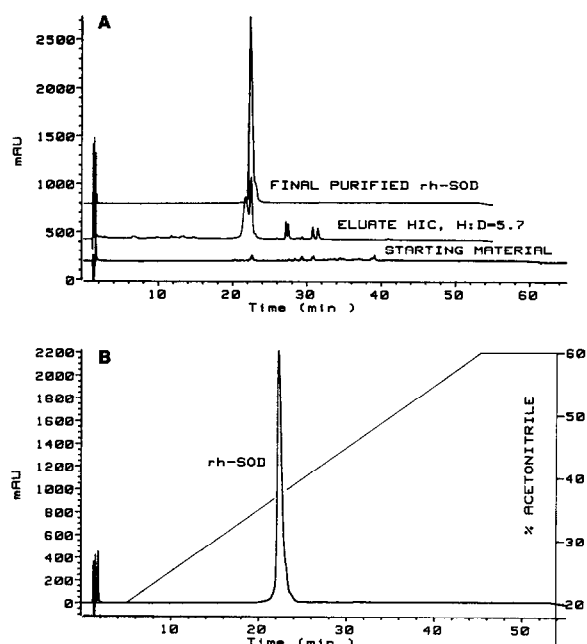 A
2500
2000
1500
mAU
1000
500
0
FINAL PURIFIED rh-SOD
ELUATE HIC, H:D=5.7
STARTING MATERIAL
10 20 30 40 50 60
Time (min )
B
2200
2000
1800
1600
1400
1200
1000
800
600
400
200
0
mAU
rh-SOD
60
50
40
30
20
% ACETONITRILE
10 20 30 40 50
Time (min )